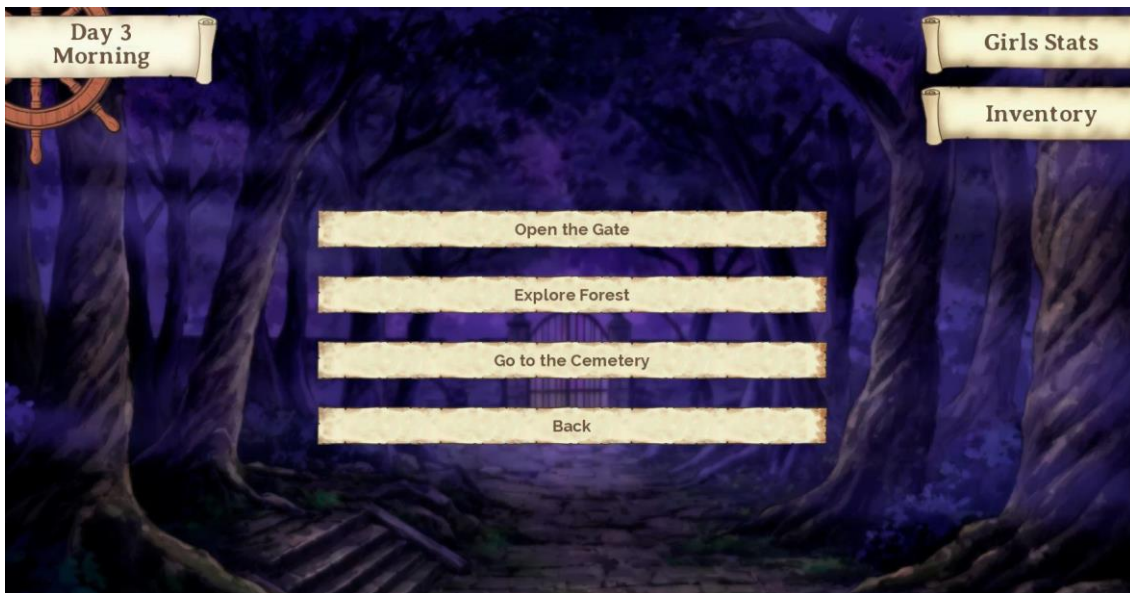 Day 3
Morning
Girls Stats
Inventory
Open the Gate
Explore Forest
Go to the Cemetery
Back